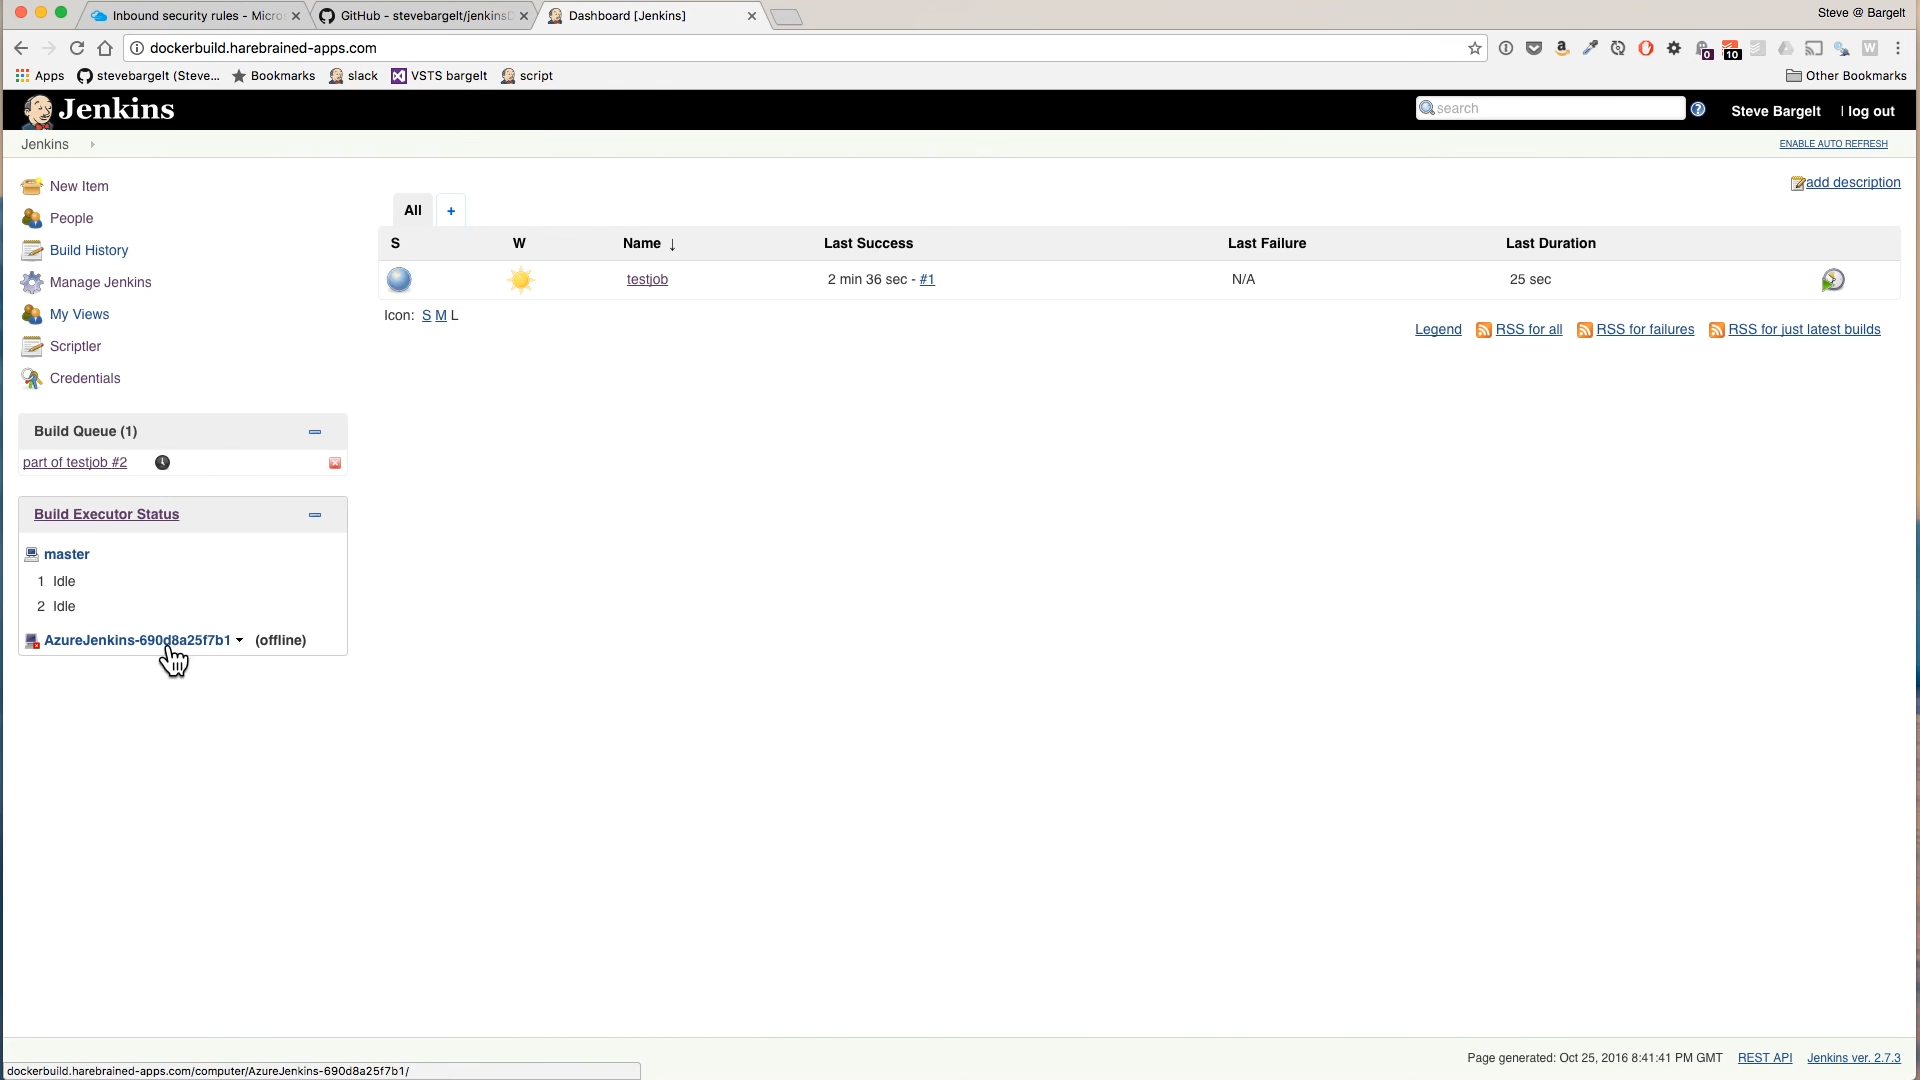 Inbound security rules - Micros
GitHub - stevebargelt/jenkinsD
Dashboard [Jenkins]
Steve @ Bargelt
dockerbuild.harebrained-apps.com
0
10
W
Apps
stevebargelt (Steve...
Bookmarks
slack
VSTS bargelt
script
Other Bookmarks
Jenkins
search
?
Steve Bargelt
| log out
Jenkins
ENABLE AUTO REFRESH
New Item
People
Build History
Manage Jenkins
My Views
Scriptler
Credentials
add description
All
+
S W Name ↓ Last Success Last Failure Last Duration
testjob 2 min 36 sec - #1 N/A 25 sec
Icon: S M L
Legend RSS for all RSS for failures RSS for just latest builds
Build Queue (1)
part of testjob #2
Build Executor Status
master
1 Idle
2 Idle
AzureJenkins-690d8a25f7b1 (offline)
Page generated: Oct 25, 2016 8:41:41 PM GMT REST API Jenkins ver. 2.7.3
dockerbuild.harebrained-apps.com/computer/AzureJenkins-690d8a25f7b1/